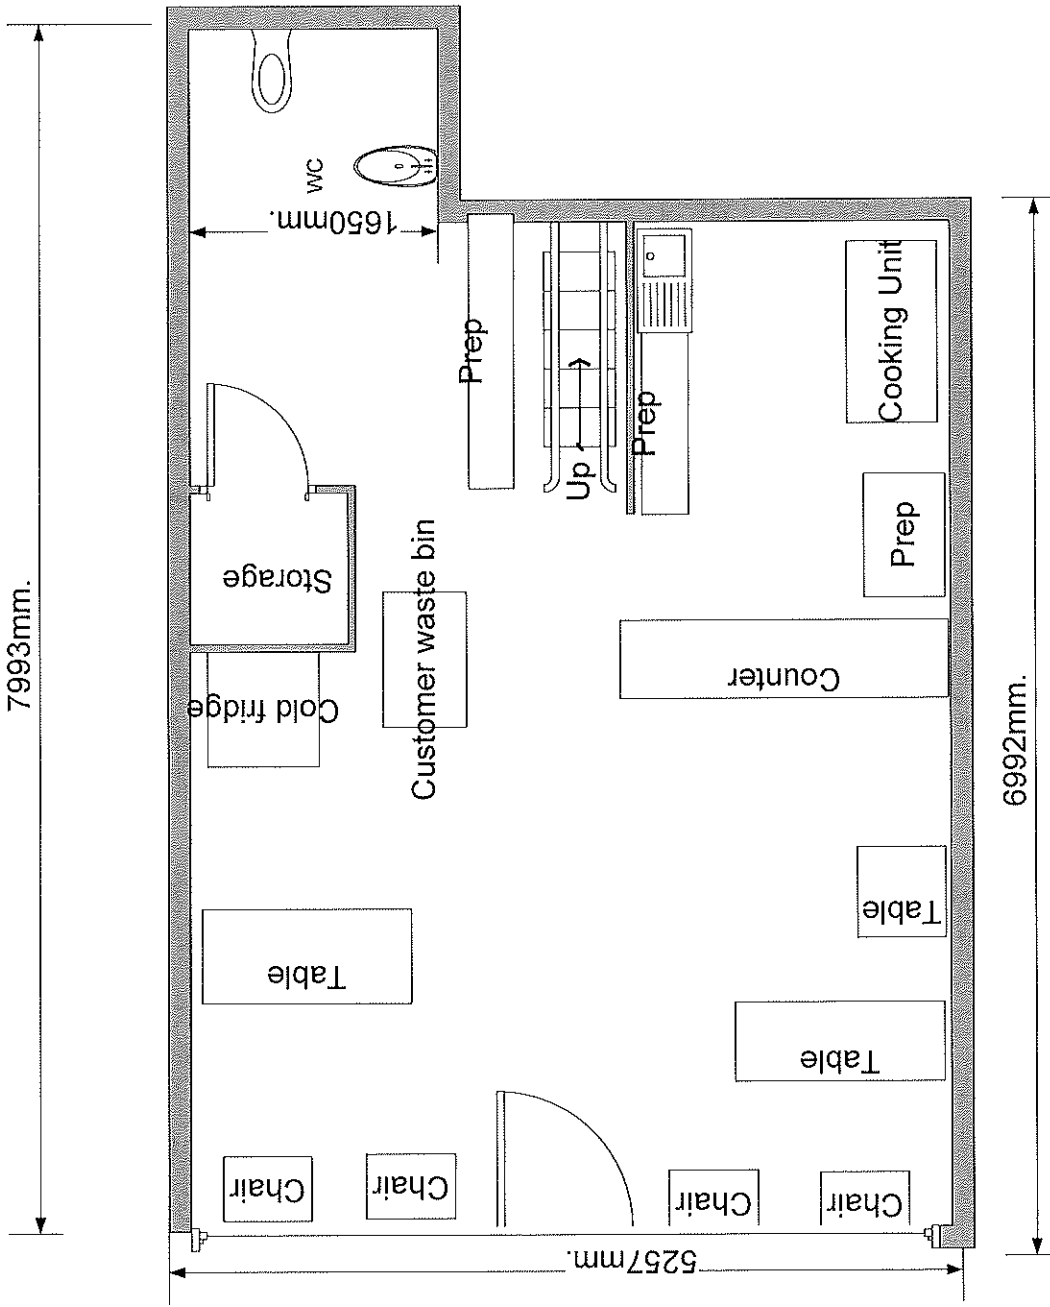 7993mm.
wc
1650mm.
Prep
Up
Prep
Cooking Unit
Storage
Customer waste bin
Prep
Cold fridge
Counter
6992mm.
Table
Table
Table
Chair
Chair
Chair
Chair
5257mm.